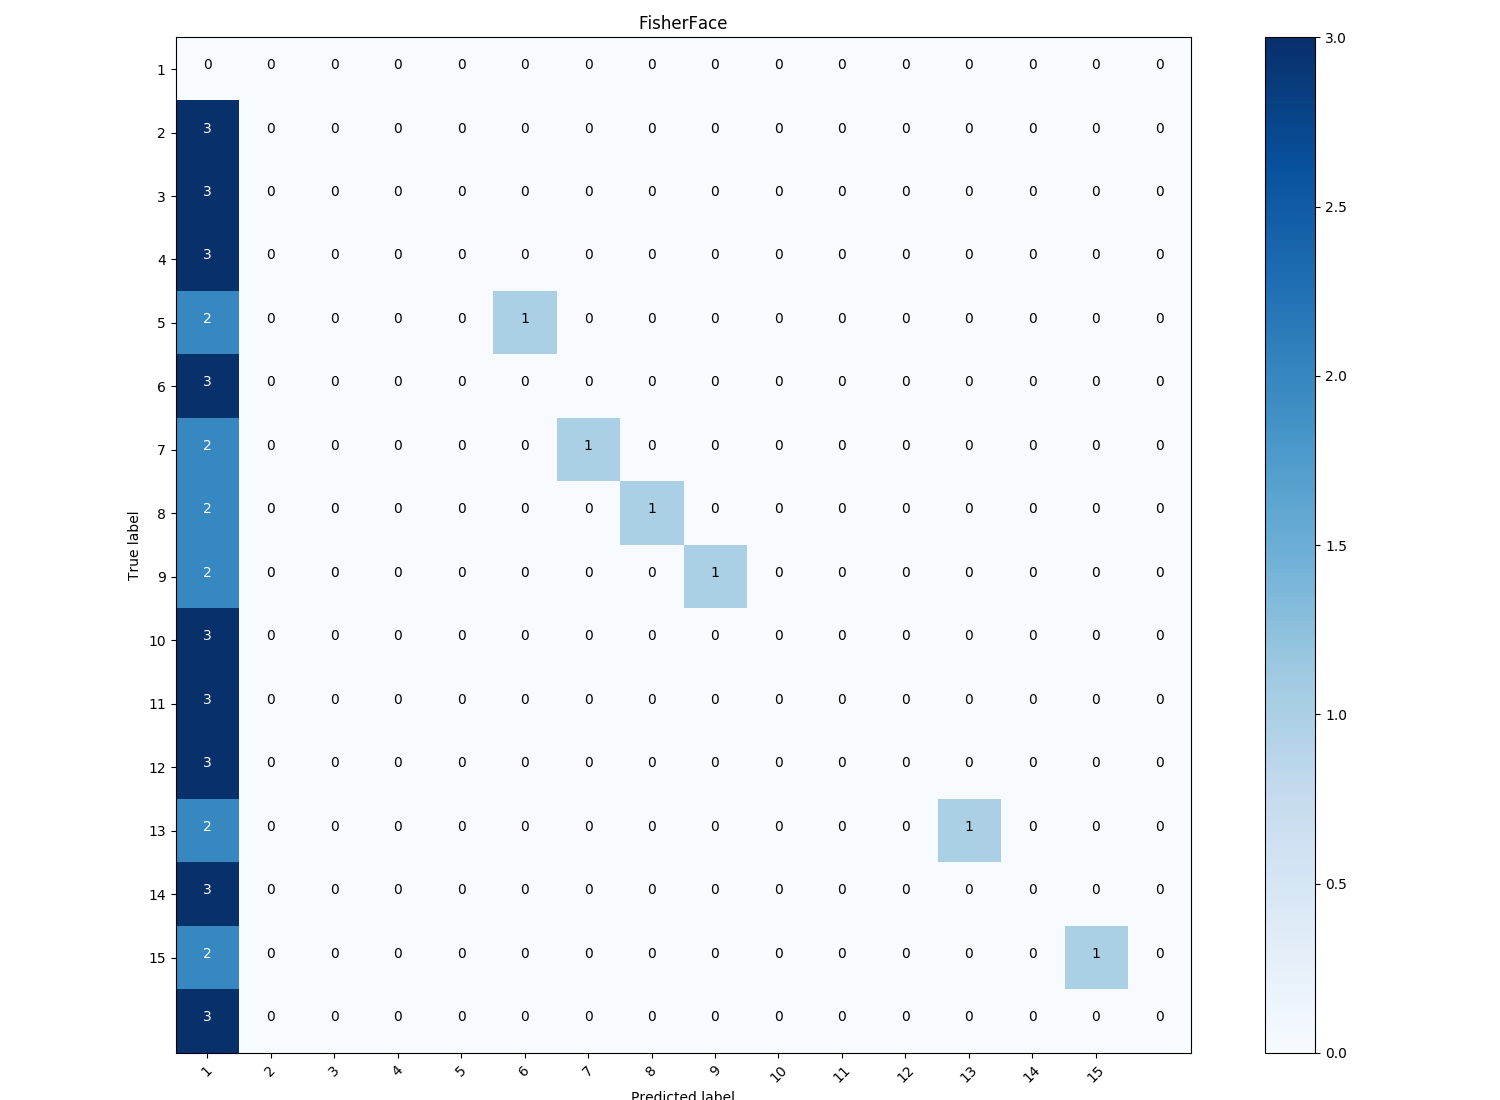 FisherFace
1 0 0 0 0 0 0 0 0 0 0 0 0 0 0 0 0
2 3 0 0 0 0 0 0 0 0 0 0 0 0 0 0 0
3 3 0 0 0 0 0 0 0 0 0 0 0 0 0 0 0
4 3 0 0 0 0 0 0 0 0 0 0 0 0 0 0 0
5 2 0 0 0 0 1 0 0 0 0 0 0 0 0 0 0
6 3 0 0 0 0 0 0 0 0 0 0 0 0 0 0 0
7 2 0 0 0 0 0 1 0 0 0 0 0 0 0 0 0
8 2 0 0 0 0 0 0 1 0 0 0 0 0 0 0 0
9 2 0 0 0 0 0 0 0 1 0 0 0 0 0 0 0
10 3 0 0 0 0 0 0 0 0 0 0 0 0 0 0 0
11 3 0 0 0 0 0 0 0 0 0 0 0 0 0 0 0
12 3 0 0 0 0 0 0 0 0 0 0 0 0 0 0 0
13 2 0 0 0 0 0 0 0 0 0 0 0 1 0 0 0
14 3 0 0 0 0 0 0 0 0 0 0 0 0 0 0 0
15 2 0 0 0 0 0 0 0 0 0 0 0 0 0 1 0
3 0 0 0 0 0 0 0 0 0 0 0 0 0 0 0
1 2 3 4 5 6 7 8 9 10 11 12 13 14 15
True label
Predicted label
3.0
2.5
2.0
1.5
1.0
0.5
0.0